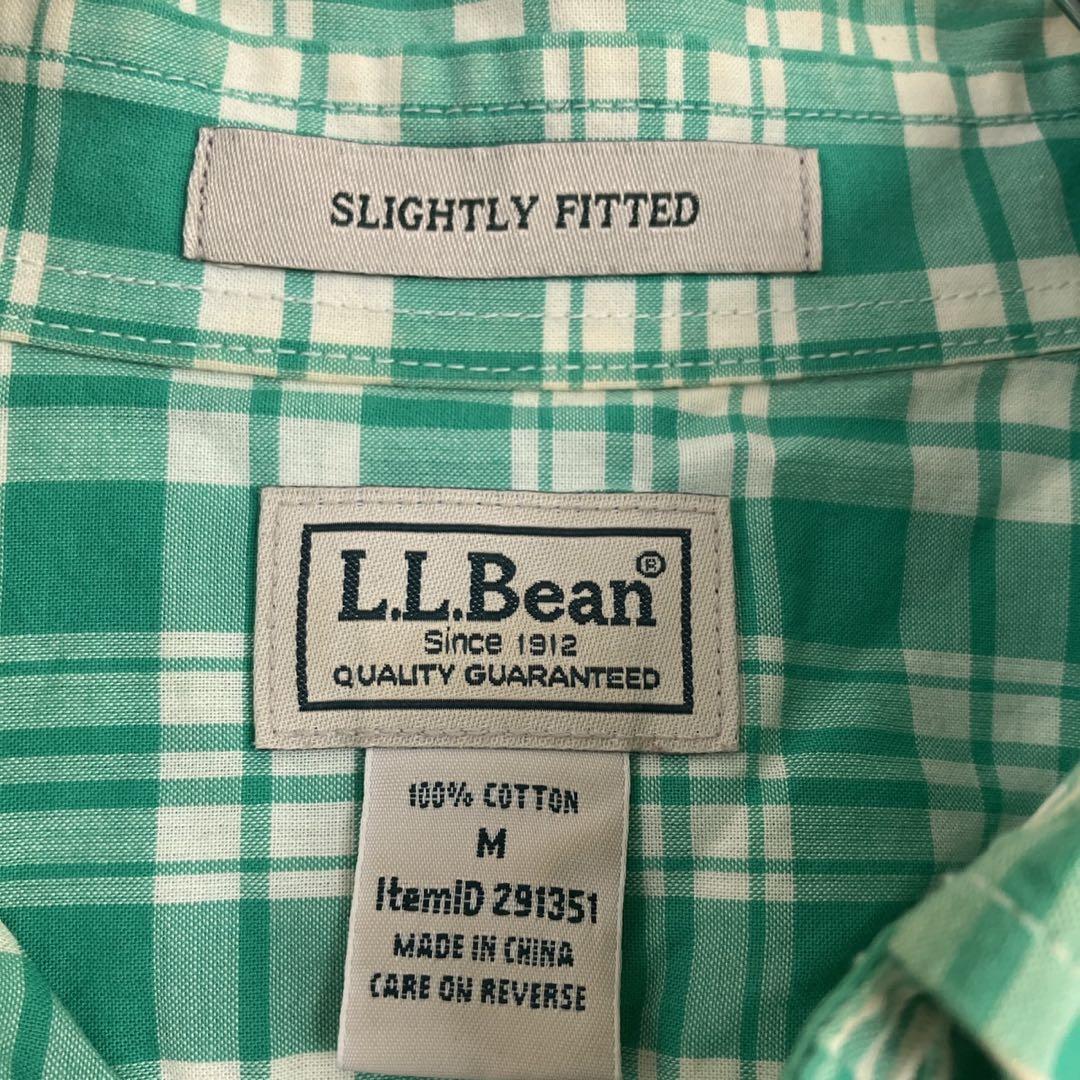 SLIGHTLY FITTED
L.L.Bean®
Since 1912
QUALITY GUARANTEED
100% COTTON
M
ItemID 291351
MADE IN CHINA
CARE ON REVERSE